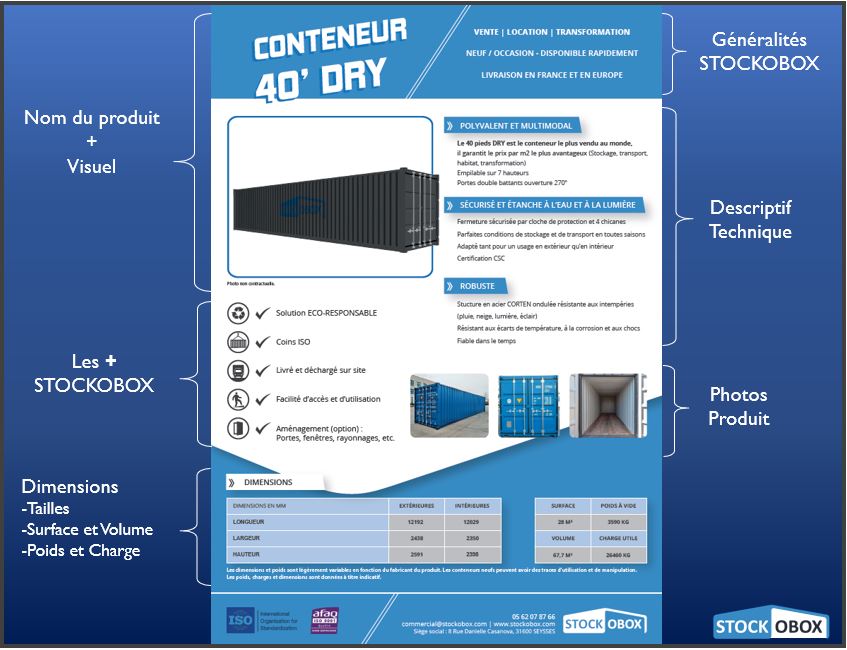 CONTENEUR
40' DRY
VENTE | LOCATION | TRANSFORMATION
NEUF / OCCASION - DISPONIBLE RAPIDEMENT
LIVRAISON EN FRANCE ET EN EUROPE
Généralités
STOCKOBOX
Nom du produit
+
Visuel
POLYVALENT ET MULTIMODAL
Le 40 pieds DRY est le conteneur le plus vendu au monde,
il garantit le prix par m2 le plus avantageux (Stockage, transport,
habitat, transformation)
Empilable sur 7 hauteurs
Portes double battants ouverture 270°
SÉCURISÉ ET ÉTANCHE À L'EAU ET À LA LUMIÈRE
Fermeture sécurisée par cloche de protection et 4 chicanes
Parfaites conditions de stockage et de transport en toutes saisons
Adapté tant pour un usage en extérieur qu'en intérieur
Certification CSC
ROBUSTE
Stucture en acier CORTEN ondulée résistante aux intempéries
(pluie, neige, lumière, éclair)
Résistant aux écarts de température, à la corrosion et aux chocs
Fiable dans le temps
Descriptif
Technique
Photo non contractuelle.
Les +
STOCKOBOX
Solution ECO-RESPONSABLE
Coins ISO
Livré et déchargé sur site
Facilité d'accès et d'utilisation
Aménagement (option) :
Portes, fenêtres, rayonnages, etc.
Photos
Produit
Dimensions
-Tailles
-Surface et Volume
-Poids et Charge
DIMENSIONS
DIMENSIONS EN MM EXTÉRIEURES INTÉRIEURES
LONGUEUR 12192 12029
LARGEUR 2438 2350
HAUTEUR 2591 2398
SURFACE POIDS À VIDE
28 M² 3590 KG
VOLUME CHARGE UTILE
67,7 M³ 26460 KG
Les dimensions et poids sont légèrement variables en fonction du fabricant du produit. Les conteneurs neufs peuvent avoir des traces d'utilisation et de manipulation.
Les poids, charges et dimensions sont données à titre indicatif.
ISO
International
Organization for
Standardization
afaq
ISO 9001
Qualité
05 62 07 87 66
commercial@stockobox.com | www.stockobox.com
Siège social : 8 Rue Danielle Casanova, 31600 SEYSSES
STOCKOBOX
STOCKOBOX